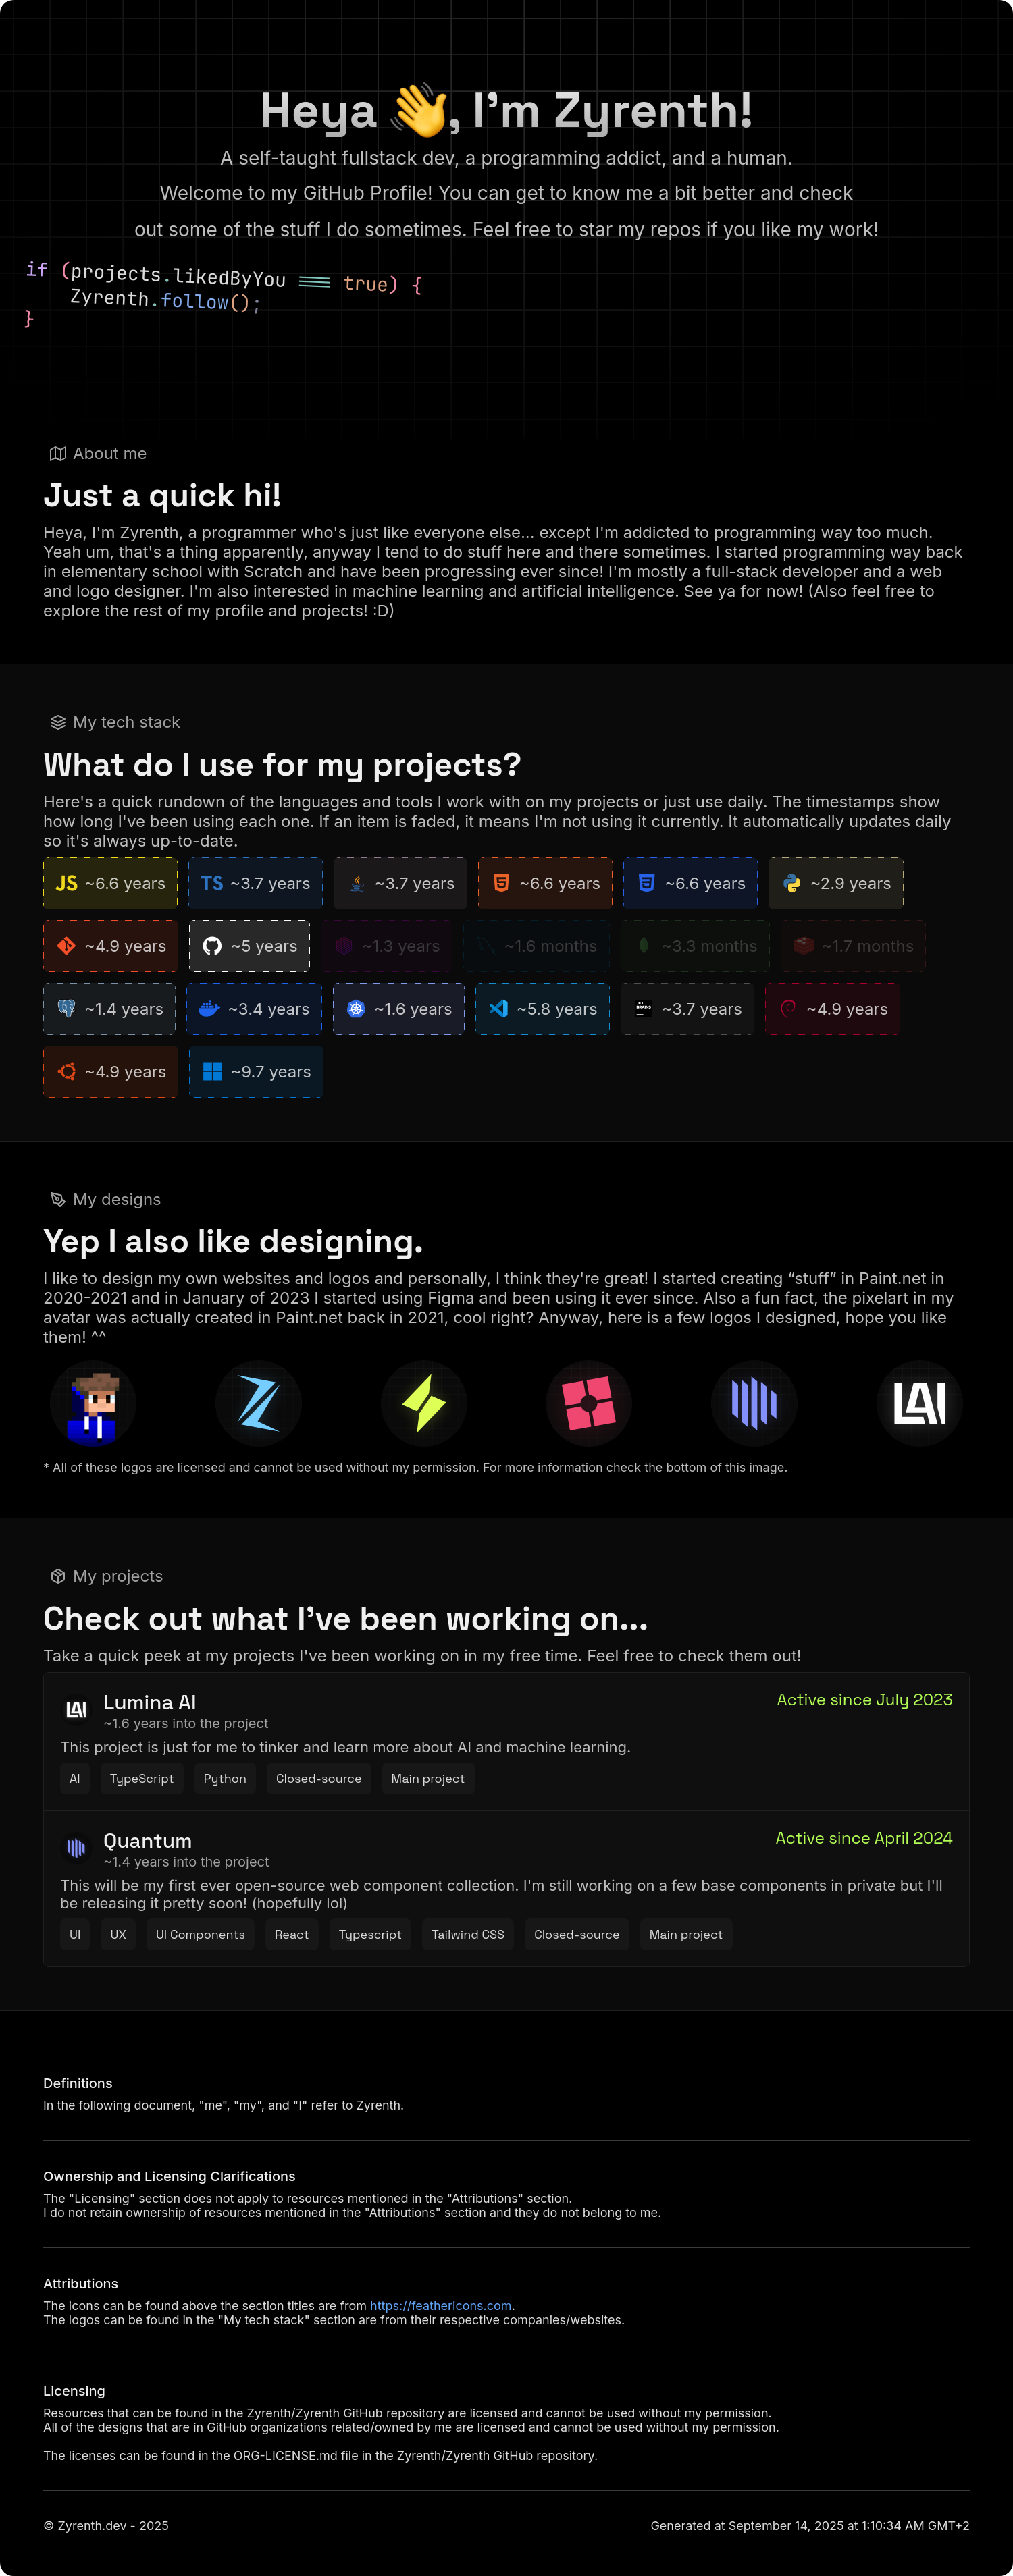 Heya 👋, I’m Zyrenth!
A self-taught fullstack dev, a programming addict, and a human.
Welcome to my GitHub Profile! You can get to know me a bit better and check
out some of the stuff I do sometimes. Feel free to star my repos if you like my work!
if (projects.likedByYou === true) {
Zyrenth.follow();
}
About me
Just a quick hi!
Heya, I'm Zyrenth, a programmer who's just like everyone else... except I'm addicted to programming way too much.
Yeah um, that's a thing apparently, anyway I tend to do stuff here and there sometimes. I started programming way back
in elementary school with Scratch and have been progressing ever since! I'm mostly a full-stack developer and a web
and logo designer. I'm also interested in machine learning and artificial intelligence. See ya for now! (Also feel free to
explore the rest of my profile and projects! :D)
My tech stack
What do I use for my projects?
Here's a quick rundown of the languages and tools I work with on my projects or just use daily. The timestamps show
how long I've been using each one. If an item is faded, it means I'm not using it currently. It automatically updates daily
so it's always up-to-date.
JS ~6.6 years TS ~3.7 years ~3.7 years ~6.6 years ~6.6 years ~2.9 years
~4.9 years ~5 years ~1.3 years ~1.6 months ~3.3 months ~1.7 months
~1.4 years ~3.4 years ~1.6 years ~5.8 years JET BRAINS ~3.7 years ~4.9 years
~4.9 years ~9.7 years
My designs
Yep I also like designing.
I like to design my own websites and logos and personally, I think they're great! I started creating “stuff” in Paint.net in
2020-2021 and in January of 2023 I started using Figma and been using it ever since. Also a fun fact, the pixelart in my
avatar was actually created in Paint.net back in 2021, cool right? Anyway, here is a few logos I designed, hope you like
them! ^^
LAI
* All of these logos are licensed and cannot be used without my permission. For more information check the bottom of this image.
My projects
Check out what I’ve been working on...
Take a quick peek at my projects I've been working on in my free time. Feel free to check them out!
LAI Lumina AI Active since July 2023
~1.6 years into the project
This project is just for me to tinker and learn more about AI and machine learning.
AI TypeScript Python Closed-source Main project
Quantum Active since April 2024
~1.4 years into the project
This will be my first ever open-source web component collection. I'm still working on a few base components in private but I'll
be releasing it pretty soon! (hopefully lol)
UI UX UI Components React Typescript Tailwind CSS Closed-source Main project
Definitions
In the following document, "me", "my", and "I" refer to Zyrenth.
Ownership and Licensing Clarifications
The "Licensing" section does not apply to resources mentioned in the "Attributions" section.
I do not retain ownership of resources mentioned in the "Attributions" section and they do not belong to me.
Attributions
The icons can be found above the section titles are from https://feathericons.com.
The logos can be found in the "My tech stack" section are from their respective companies/websites.
Licensing
Resources that can be found in the Zyrenth/Zyrenth GitHub repository are licensed and cannot be used without my permission.
All of the designs that are in GitHub organizations related/owned by me are licensed and cannot be used without my permission.
The licenses can be found in the ORG-LICENSE.md file in the Zyrenth/Zyrenth GitHub repository.
© Zyrenth.dev - 2025 Generated at September 14, 2025 at 1:10:34 AM GMT+2